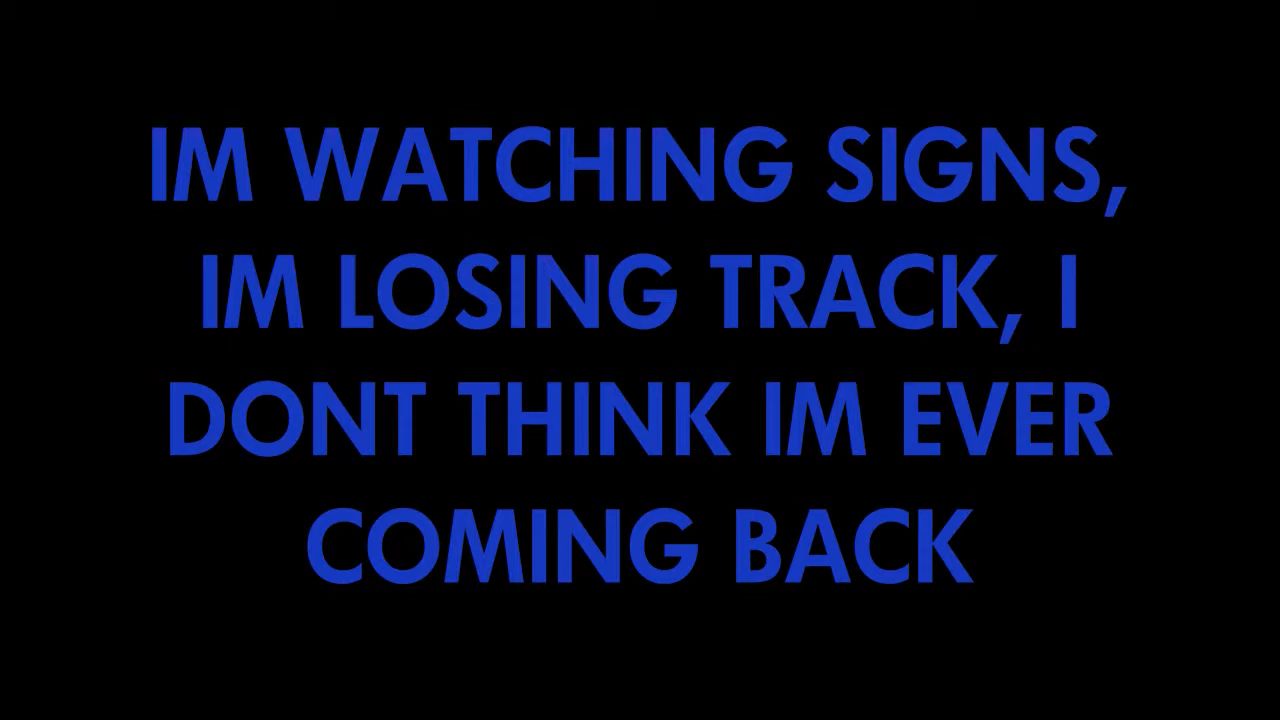 IM WATCHING SIGNS,
IM LOSING TRACK, I
DONT THINK IM EVER
COMING BACK